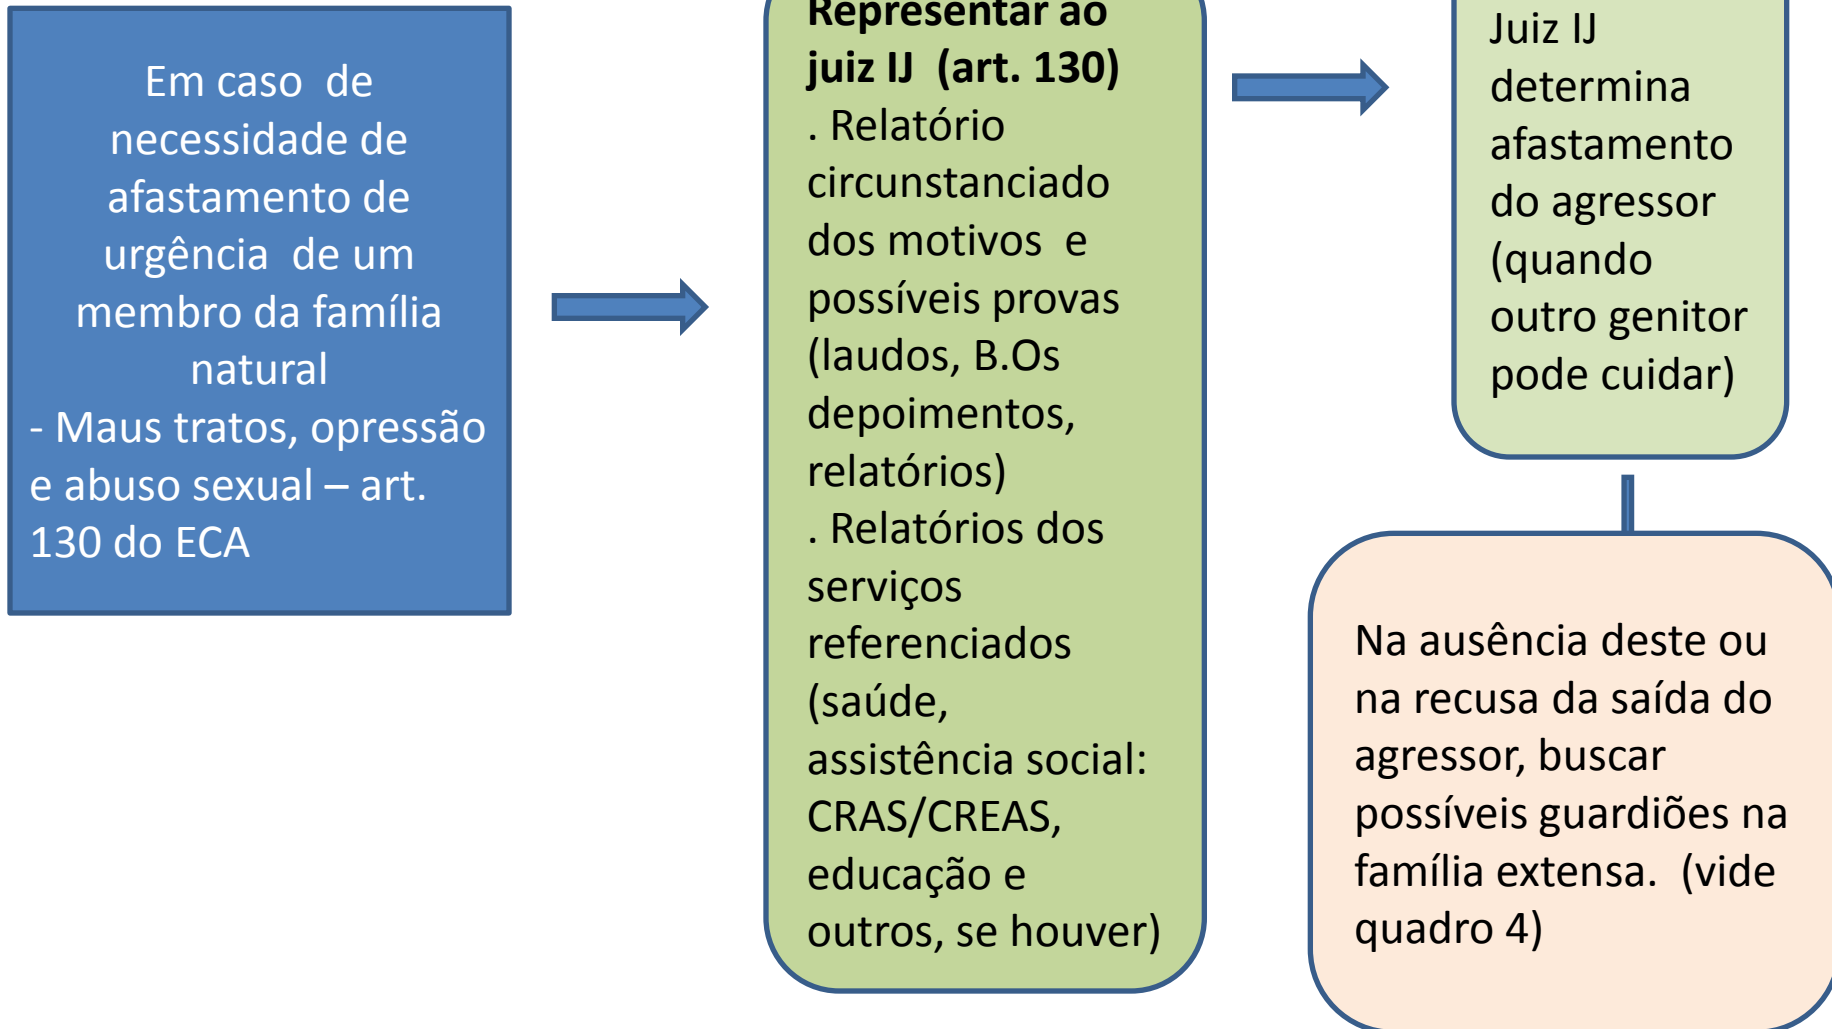 Em caso de
necessidade de
afastamento de
urgência de um
membro da família
natural
- Maus tratos, opressão
e abuso sexual – art.
130 do ECA
Representar ao
juiz IJ (art. 130)
. Relatório
circunstanciado
dos motivos e
possíveis provas
(laudos, B.Os
depoimentos,
relatórios)
. Relatórios dos
serviços
referenciados
(saúde,
assistência social:
CRAS/CREAS,
educação e
outros, se houver)
Juiz IJ
determina
afastamento
do agressor
(quando
outro genitor
pode cuidar)
Na ausência deste ou
na recusa da saída do
agressor, buscar
possíveis guardiões na
família extensa. (vide
quadro 4)